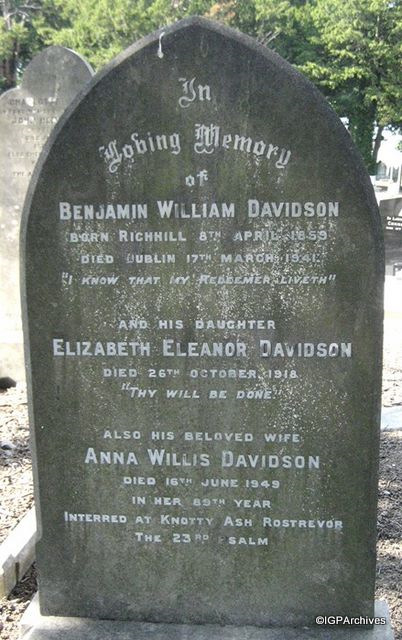 In
Loving Memory
of
BENJAMIN WILLIAM DAVIDSON
BORN RICHHILL 8TH APRIL 1859
DIED DUBLIN 17TH MARCH 1941.
"I KNOW THAT MY REDEEMER LIVETH"
AND HIS DAUGHTER
ELIZABETH ELEANOR DAVIDSON
DIED 26TH OCTOBER, 1918
"THY WILL BE DONE"
ALSO HIS BELOVED WIFE
ANNA WILLIS DAVIDSON
DIED 16TH JUNE 1949
IN HER 89TH YEAR
INTERRED AT KNOTTY ASH ROSTREVOR
THE 23RD PSALM
©IGPArchives